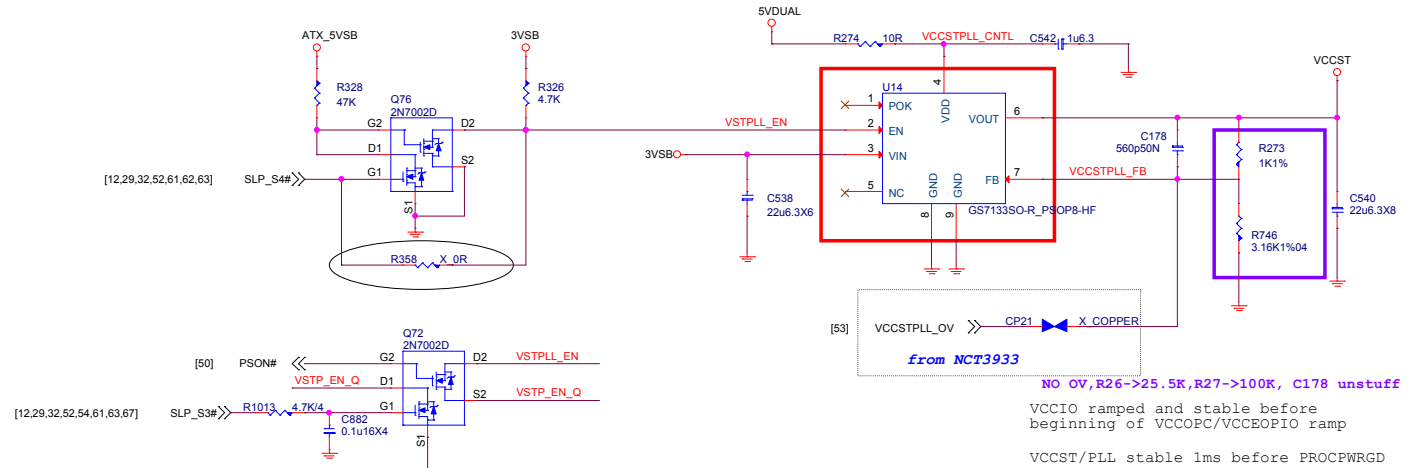 5VDUAL
ATX_5VSB
3VSB
R274 10R
VCCSTPLL_CNTL
C542 1u6.3
VCCST
R328
47K
Q76
2N7002D
R326
4.7K
U14
4
VDD
1 POK
G2 D2
VSTPLL_EN
2 EN
VOUT 6
C178
560p50N
R273
1K1%
D1 S2
3VSB
3 VIN
[12,29,32,52,61,62,63] SLP_S4# G1
FB 7
VCCSTPLL_FB
S1
5 NC
GND GND
GS7133SO-R_PSOP8-HF
C538
22u6.3X6
8 9
C540
22u6.3X8
R746
3.16K1%04
R358 X_0R
[53] VCCSTPLL_OV CP21 X_COPPER
from NCT3933
Q72
2N7002D
[50] PSON# G2 D2 VSTPLL_EN
VSTP_EN_Q D1 S2 VSTP_EN_Q
[12,29,32,52,54,61,63,67] SLP_S3# R1013 4.7K/4 G1
C882
0.1u16X4
S1
NO OV,R26->25.5K,R27->100K, C178 unstuff
VCCIO ramped and stable before
beginning of VCCOPC/VCCEOPIO ramp
VCCST/PLL stable 1ms before PROCPWRGD